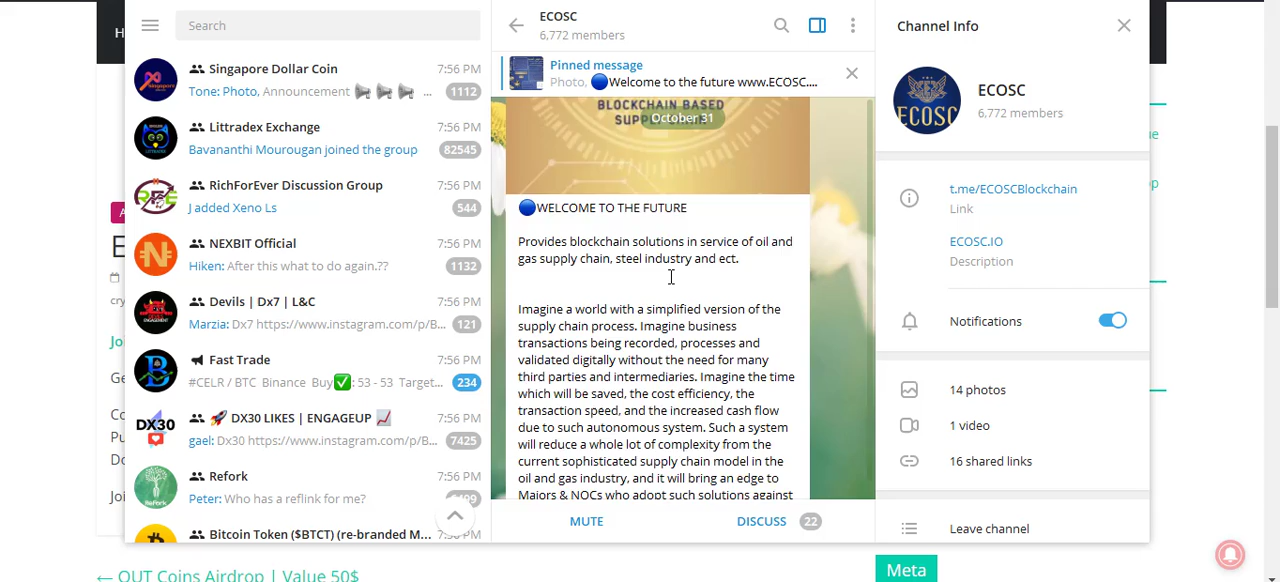 H
Search
Singapore Dollar Coin
7:56 PM
Tone: Photo, Announcement ...
1112
Littradex Exchange
7:56 PM
Bavananthi Mourougan joined the group
82545
RichForEver Discussion Group
7:56 PM
J added Xeno Ls
544
NEXBIT Official
7:56 PM
Hiken: After this what to do again.??
1132
Devils | Dx7 | L&C
7:56 PM
Marzia: Dx7 https://www.instagram.com/p/B...
121
Fast Trade
7:56 PM
#CELR / BTC Binance Buy✅: 53 - 53 Target...
234
🚀 DX30 LIKES | ENGAGEUP 📈
7:56 PM
gael: Dx30 https://www.instagram.com/p/B...
7425
Refork
7:56 PM
Peter: Who has a reflink for me?
Bitcoin Token ($BTCT) (re-branded M...
ECOSC
6,772 members
Pinned message
Photo, 🔵Welcome to the future www.ECOSC....
BLOCKCHAIN BASED
October 31
🔵WELCOME TO THE FUTURE
Provides blockchain solutions in service of oil and
gas supply chain, steel industry and ect.
Imagine a world with a simplified version of the
supply chain process. Imagine business
transactions being recorded, processes and
validated digitally without the need for many
third parties and intermediaries. Imagine the time
which will be saved, the cost efficiency, the
transaction speed, and the increased cash flow
due to such autonomous system. Such a system
will reduce a whole lot of complexity from the
current sophisticated supply chain model in the
oil and gas industry, and it will bring an edge to
Majors & NOCs who adopt such solutions against
MUTE
DISCUSS 22
Channel Info
ECOSC
ECOSC
6,772 members
t.me/ECOSCBlockchain
Link
ECOSC.IO
Description
Notifications
14 photos
1 video
16 shared links
Leave channel
← OUT Coins Airdrop | Value 50$
Meta